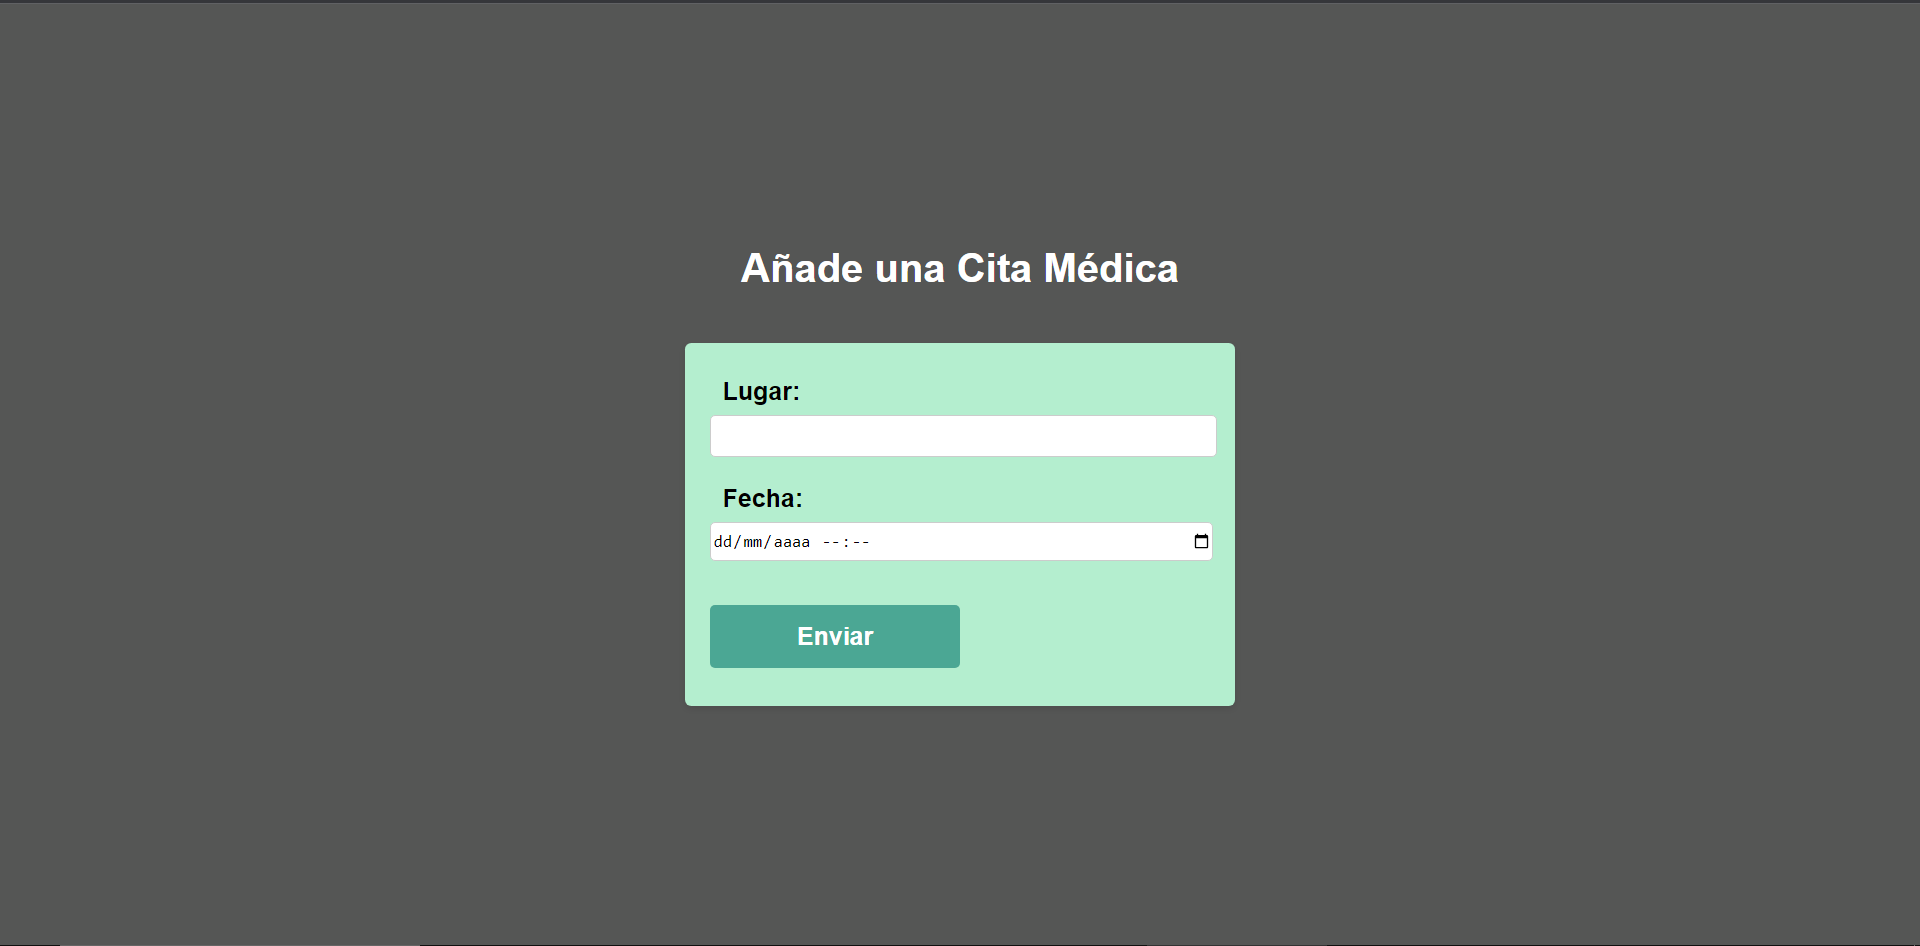 Añade una Cita Médica
Lugar:
Fecha:
dd/mm/aaaa --:--
Enviar